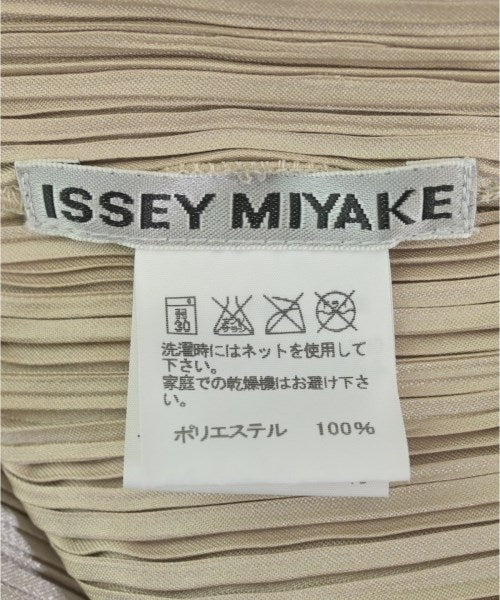 ISSEY MIYAKE
30
洗濯時にはネットを使用して
下さい。
家庭での乾燥機はお避け下さ
い。
ポリエステル 100%